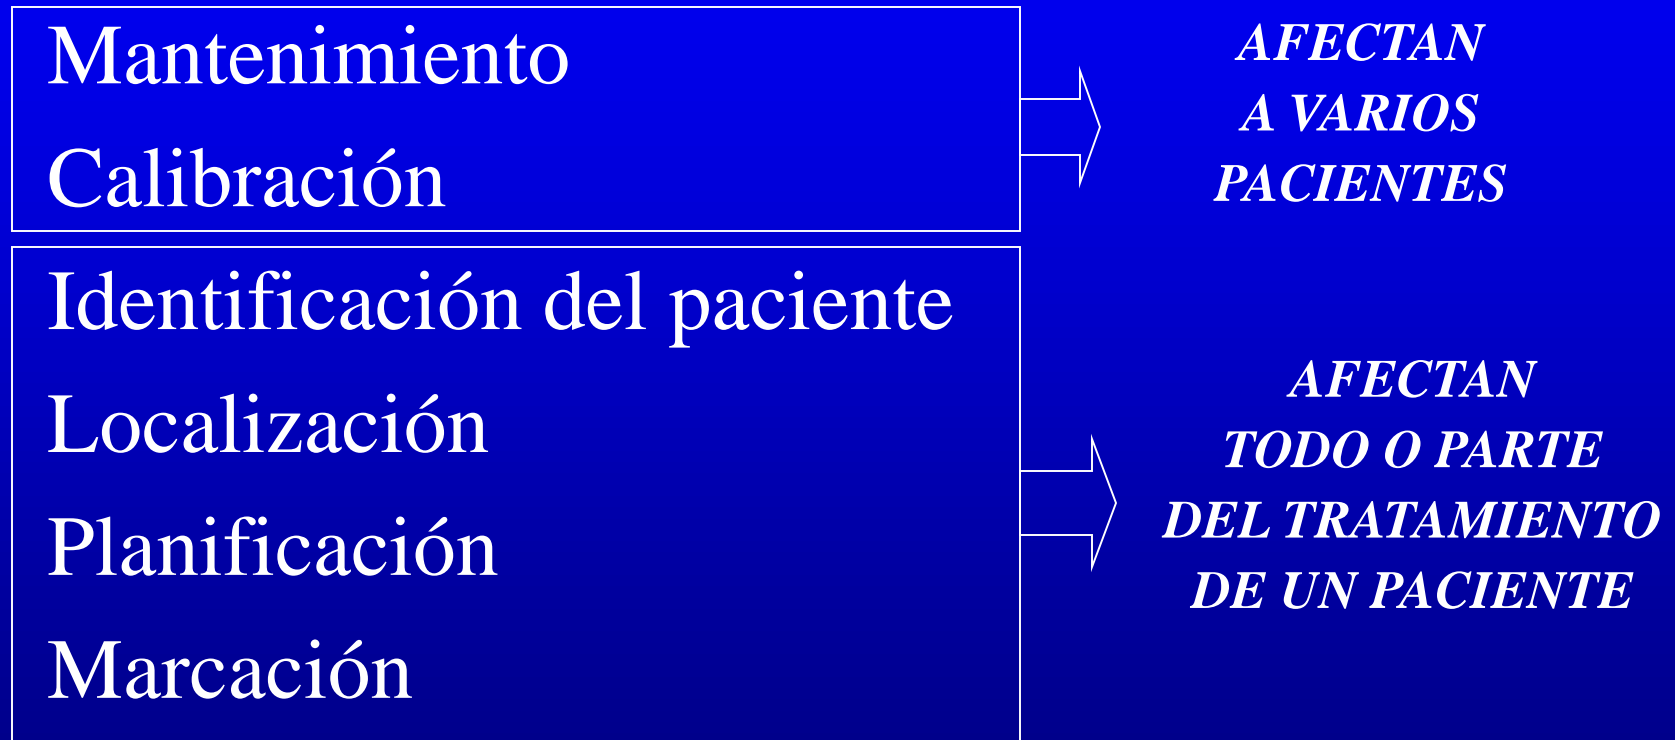 Mantenimiento
Calibración
AFECTAN
A VARIOS
PACIENTES
Identificación del paciente
Localización
Planificación
Marcación
AFECTAN
TODO O PARTE
DEL TRATAMIENTO
DE UN PACIENTE